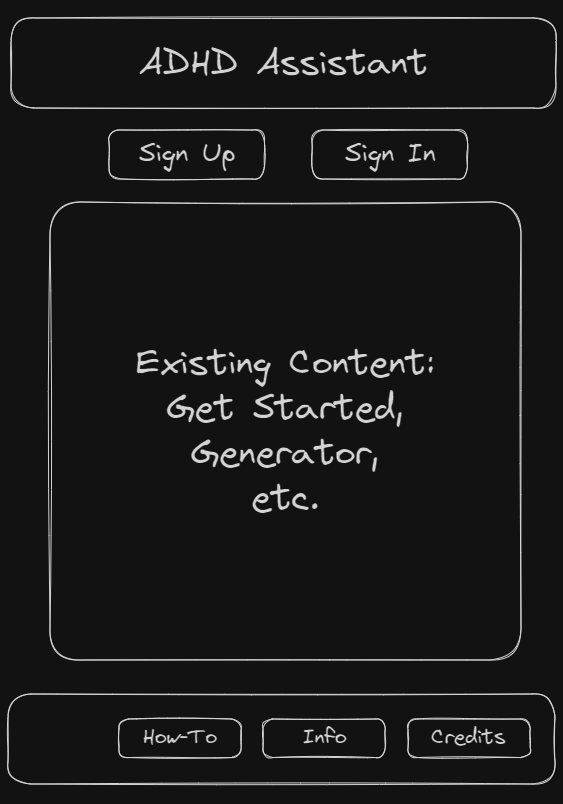 ADHD Assistant
Sign Up
Sign In
Existing Content:
Get Started,
Generator,
etc.
How-To
Info
Credits